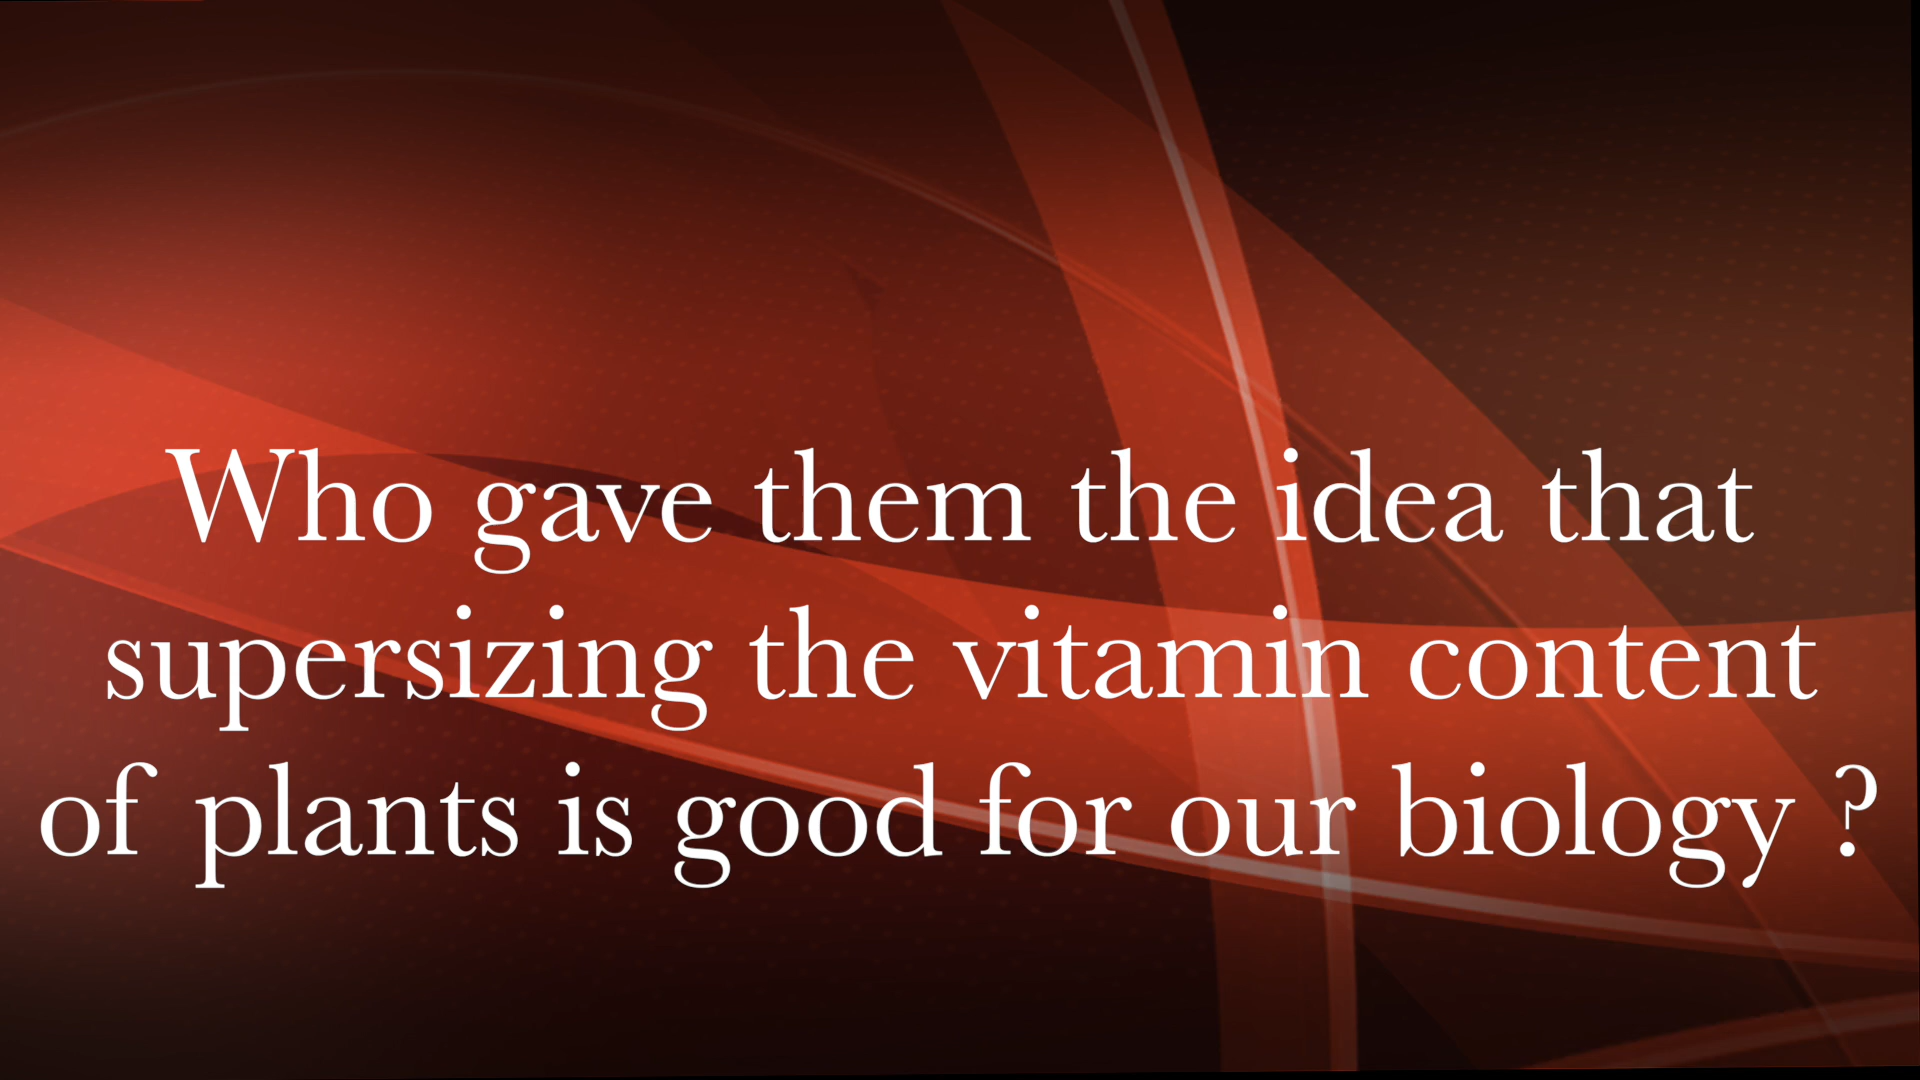 Who gave them the idea that
supersizing the vitamin content
of plants is good for our biology ?